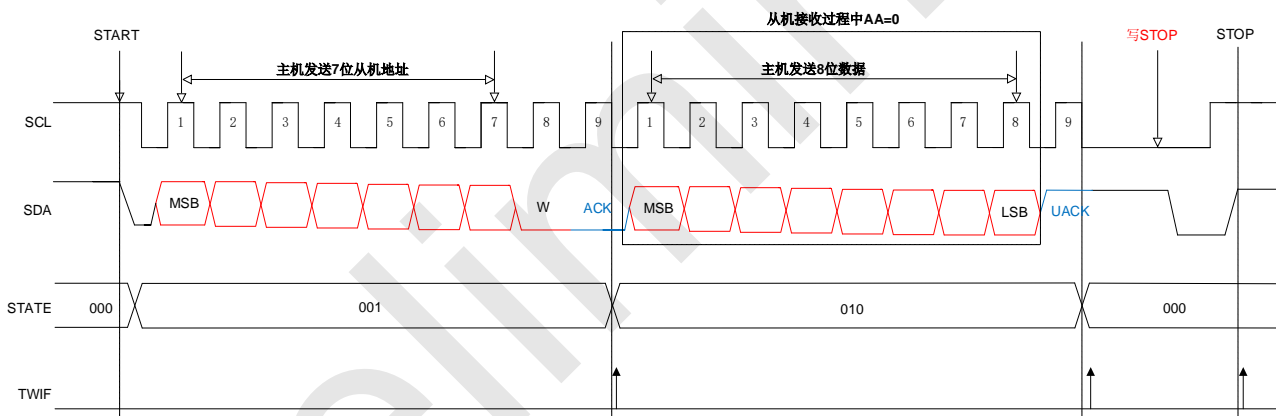 从机接收过程中AA=0
START
写STOP
STOP
主机发送7位从机地址
主机发送8位数据
SCL
1 2 3 4 5 6 7 8 9 1 2 3 4 5 6 7 8 9
SDA
MSB W ACK MSB LSB UACK
STATE 000 001 010 000
TWIF